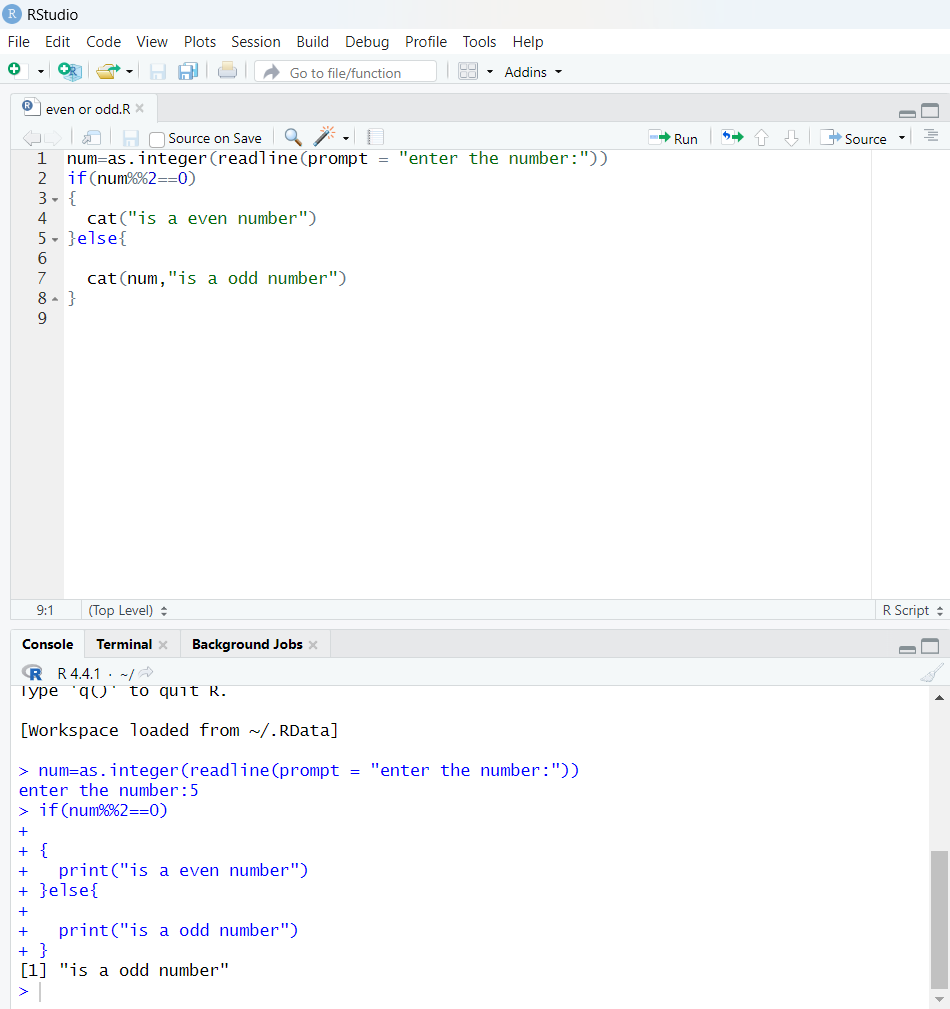 RStudio
File Edit Code View Plots Session Build Debug Profile Tools Help
Go to file/function Addins
even or odd.R
Source on Save Run Source
1 num=as.integer(readline(prompt = "enter the number:"))
2 if(num%%2==0)
3 {
4   cat("is a even number")
5 }else{
6
7   cat(num,"is a odd number")
8 }
9
9:1 (Top Level) R Script
Console Terminal Background Jobs
R R 4.4.1 · ~/
Type 'q()' to quit R.
[Workspace loaded from ~/.RData]
> num=as.integer(readline(prompt = "enter the number:"))
enter the number:5
> if(num%%2==0)
+
+ {
+   print("is a even number")
+ }else{
+
+   print("is a odd number")
+ }
[1] "is a odd number"
>